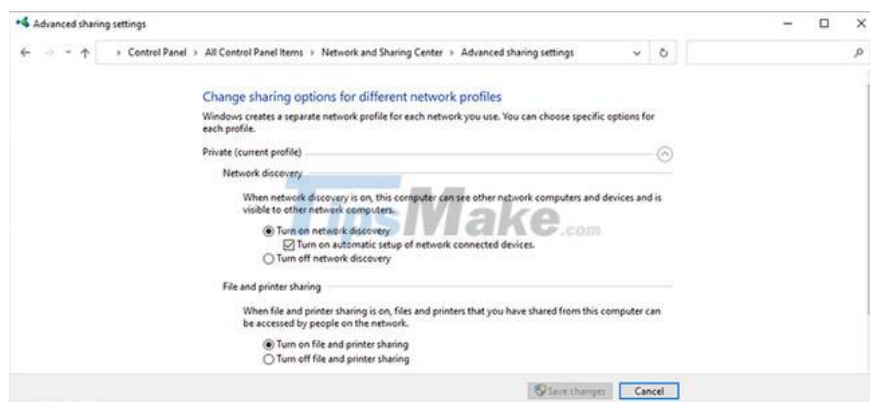 Advanced sharing settings
Control Panel > All Control Panel Items > Network and Sharing Center > Advanced sharing settings
Change sharing options for different network profiles
Windows creates a separate network profile for each network you use. You can choose specific options for
each profile.
Private (current profile)
Network discovery
When network discovery is on, this computer can see other network computers and devices and is
visible to other network computers.
TipsMake.com
Turn on network discovery
Turn on automatic setup of network connected devices.
Turn off network discovery
File and printer sharing
When file and printer sharing is on, files and printers that you have shared from this computer can
be accessed by people on the network.
Turn on file and printer sharing
Turn off file and printer sharing
Save changes
Cancel